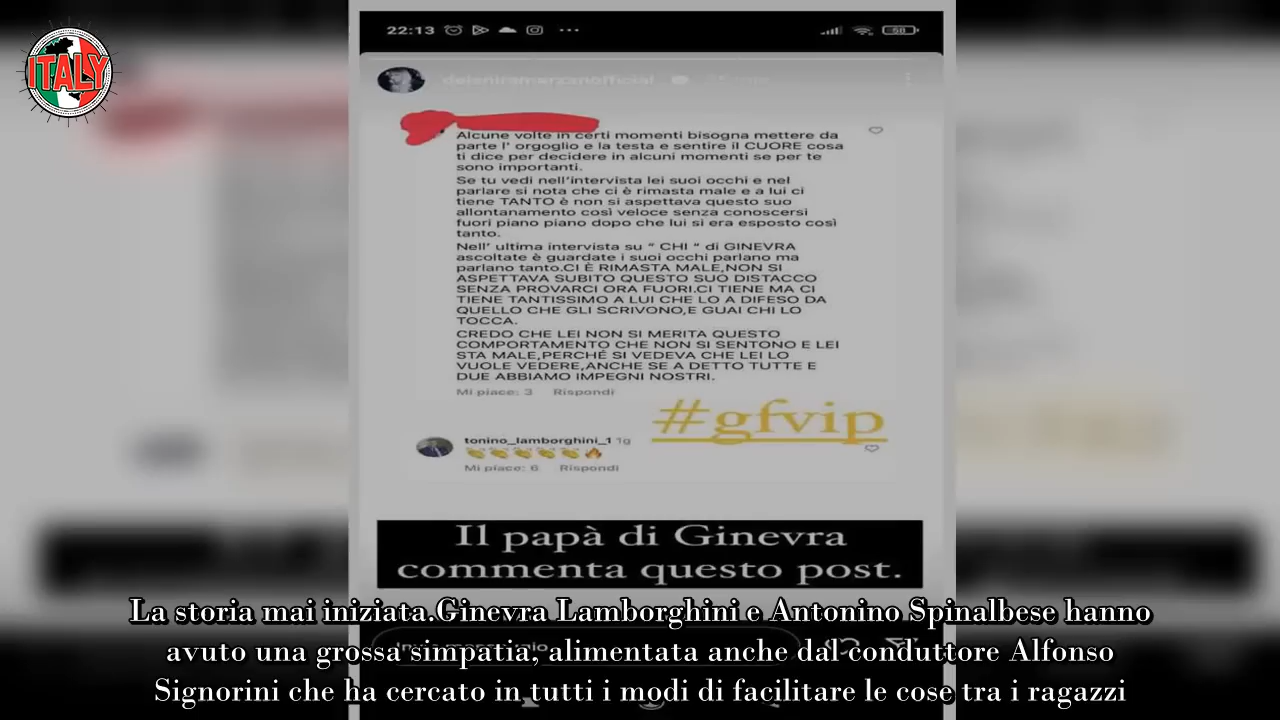 ITALY
22:13
58
Alcune volte in certi momenti bisogna mettere da
parte l' orgoglio e la testa e sentire il CUORE cosa
ti dice per decidere in alcuni momenti se per te
sono importanti.
Se tu vedi nell'intervista lei suoi occhi e nel
parlare si nota che ci è rimasta male e a lui ci
tiene TANTO è non si aspettava questo suo
allontanamento così veloce senza conoscersi
fuori piano piano dopo che lui si era esposto così
tanto.
Nell' ultima intervista su " CHI " di GINEVRA
ascoltate è guardate i suoi occhi parlano ma
parlano tanto.CI È RIMASTA MALE,NON SI
ASPETTAVA SUBITO QUESTO SUO DISTACCO
SENZA PROVARCI ORA FUORI.CI TIENE MA CI
TIENE TANTISSIMO A LUI CHE LO A DIFESO DA
QUELLO CHE GLI SCRIVONO,E GUAI CHI LO
TOCCA.
CREDO CHE LEI NON SI MERITA QUESTO
COMPORTAMENTO CHE NON SI SENTONO E LEI
STA MALE,PERCHÉ SI VEDEVA CHE LEI LO
VUOLE VEDERE,ANCHE SE A DETTO TUTTE E
DUE ABBIAMO IMPEGNI NOSTRI.
Mi piace: 3 Rispondi
#gfvip
tonino_lamborghini_1 1g
Mi piace: 6 Rispondi
Il papà di Ginevra
commenta questo post.
La storia mai iniziata.Ginevra Lamborghini e Antonino Spinalbese hanno
avuto una grossa simpatia, alimentata anche dal conduttore Alfonso
Signorini che ha cercato in tutti i modi di facilitare le cose tra i ragazzi